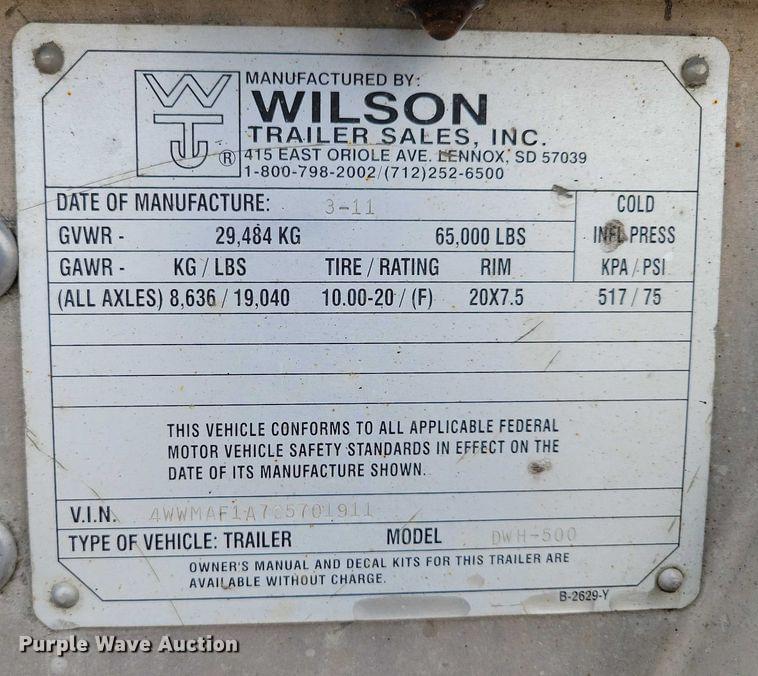 MANUFACTURED BY:
WILSON
TRAILER SALES, INC.
415 EAST ORIOLE AVE. LENNOX, SD 57039
1-800-798-2002/(712)252-6500
WTJ ®
DATE OF MANUFACTURE: 3-11 COLD
GVWR - 29,484 KG 65,000 LBS INFL PRESS
GAWR - KG / LBS TIRE / RATING RIM KPA / PSI
(ALL AXLES) 8,636 / 19,040 10.00-20 / (F) 20X7.5 517 / 75
THIS VEHICLE CONFORMS TO ALL APPLICABLE FEDERAL
MOTOR VEHICLE SAFETY STANDARDS IN EFFECT ON THE
DATE OF ITS MANUFACTURE SHOWN.
V.I.N.
TYPE OF VEHICLE: TRAILER MODEL DWH-500
OWNER'S MANUAL AND DECAL KITS FOR THIS TRAILER ARE
AVAILABLE WITHOUT CHARGE.
B-2629-Y
Purple Wave Auction